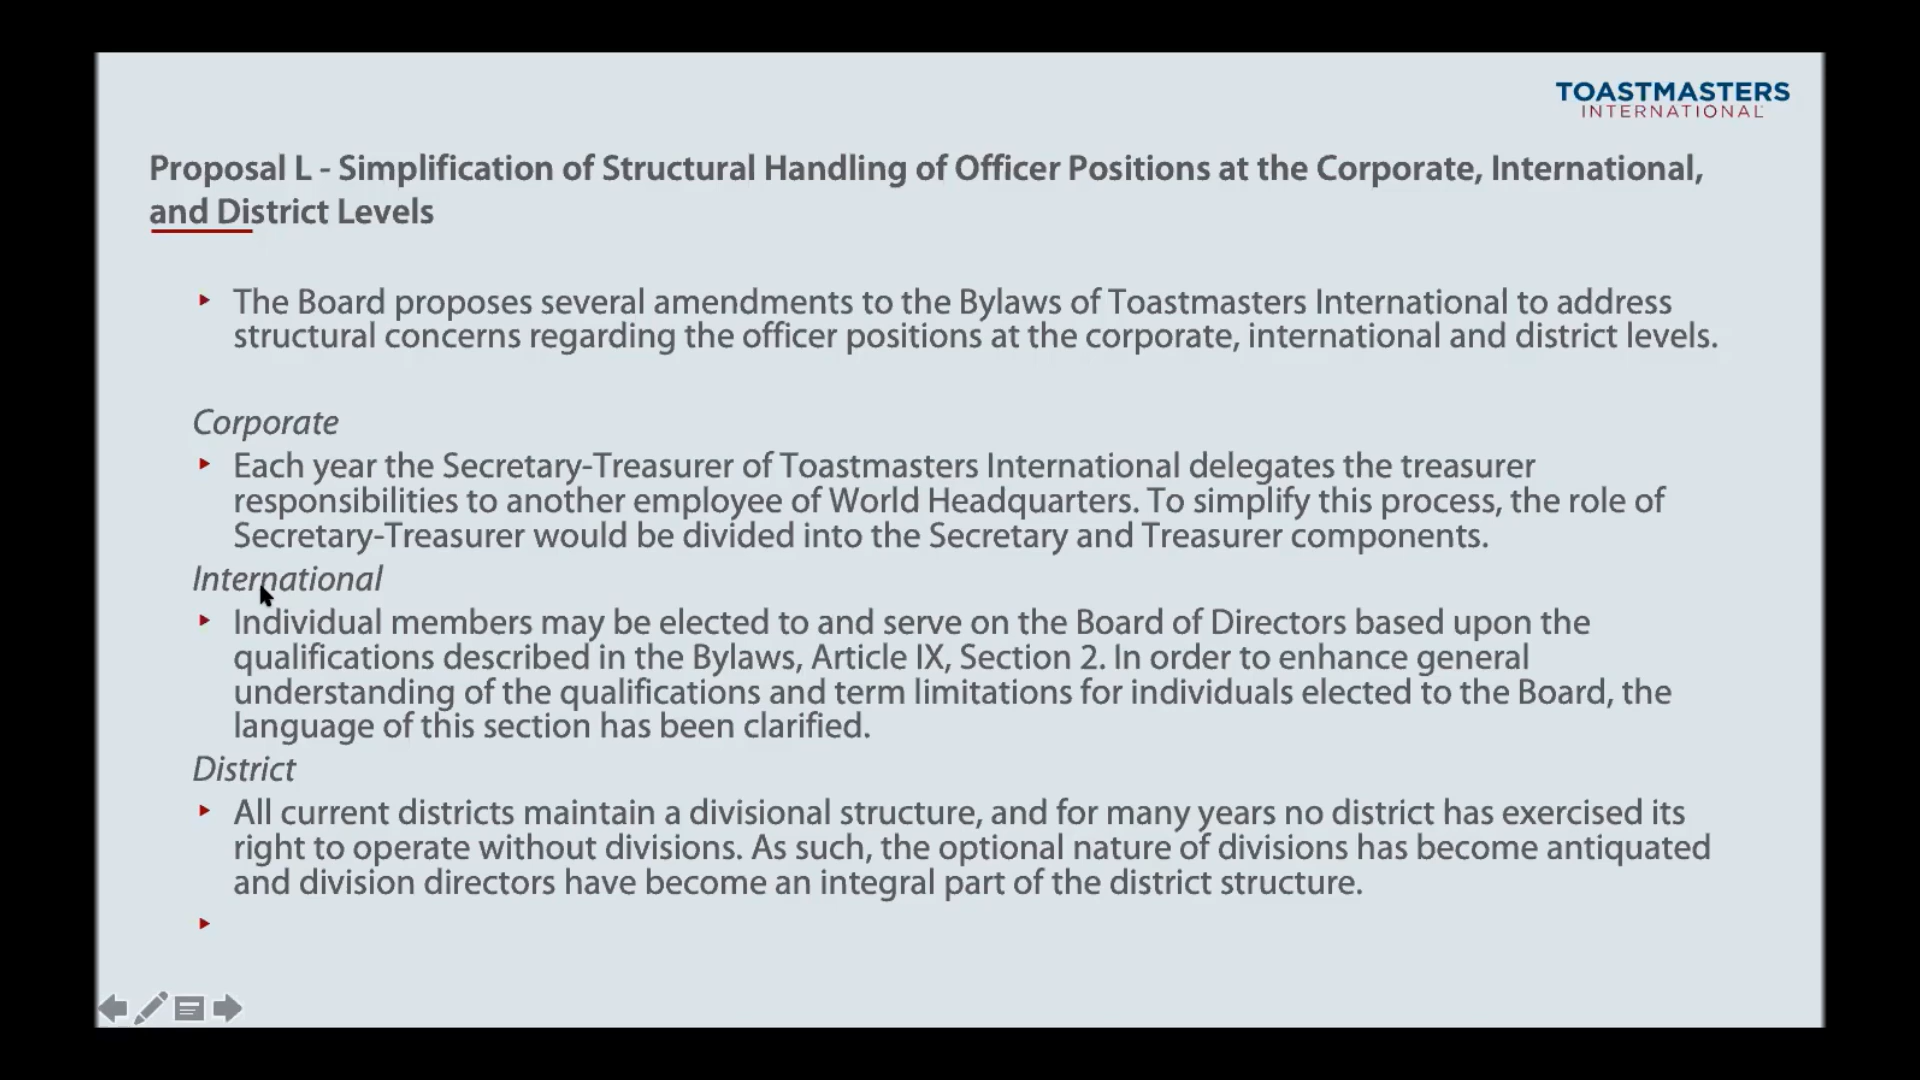 TOASTMASTERS
INTERNATIONAL
Proposal L - Simplification of Structural Handling of Officer Positions at the Corporate, International,
and District Levels
The Board proposes several amendments to the Bylaws of Toastmasters International to address
structural concerns regarding the officer positions at the corporate, international and district levels.
Corporate
Each year the Secretary-Treasurer of Toastmasters International delegates the treasurer
responsibilities to another employee of World Headquarters. To simplify this process, the role of
Secretary-Treasurer would be divided into the Secretary and Treasurer components.
International
Individual members may be elected to and serve on the Board of Directors based upon the
qualifications described in the Bylaws, Article IX, Section 2. In order to enhance general
understanding of the qualifications and term limitations for individuals elected to the Board, the
language of this section has been clarified.
District
All current districts maintain a divisional structure, and for many years no district has exercised its
right to operate without divisions. As such, the optional nature of divisions has become antiquated
and division directors have become an integral part of the district structure.